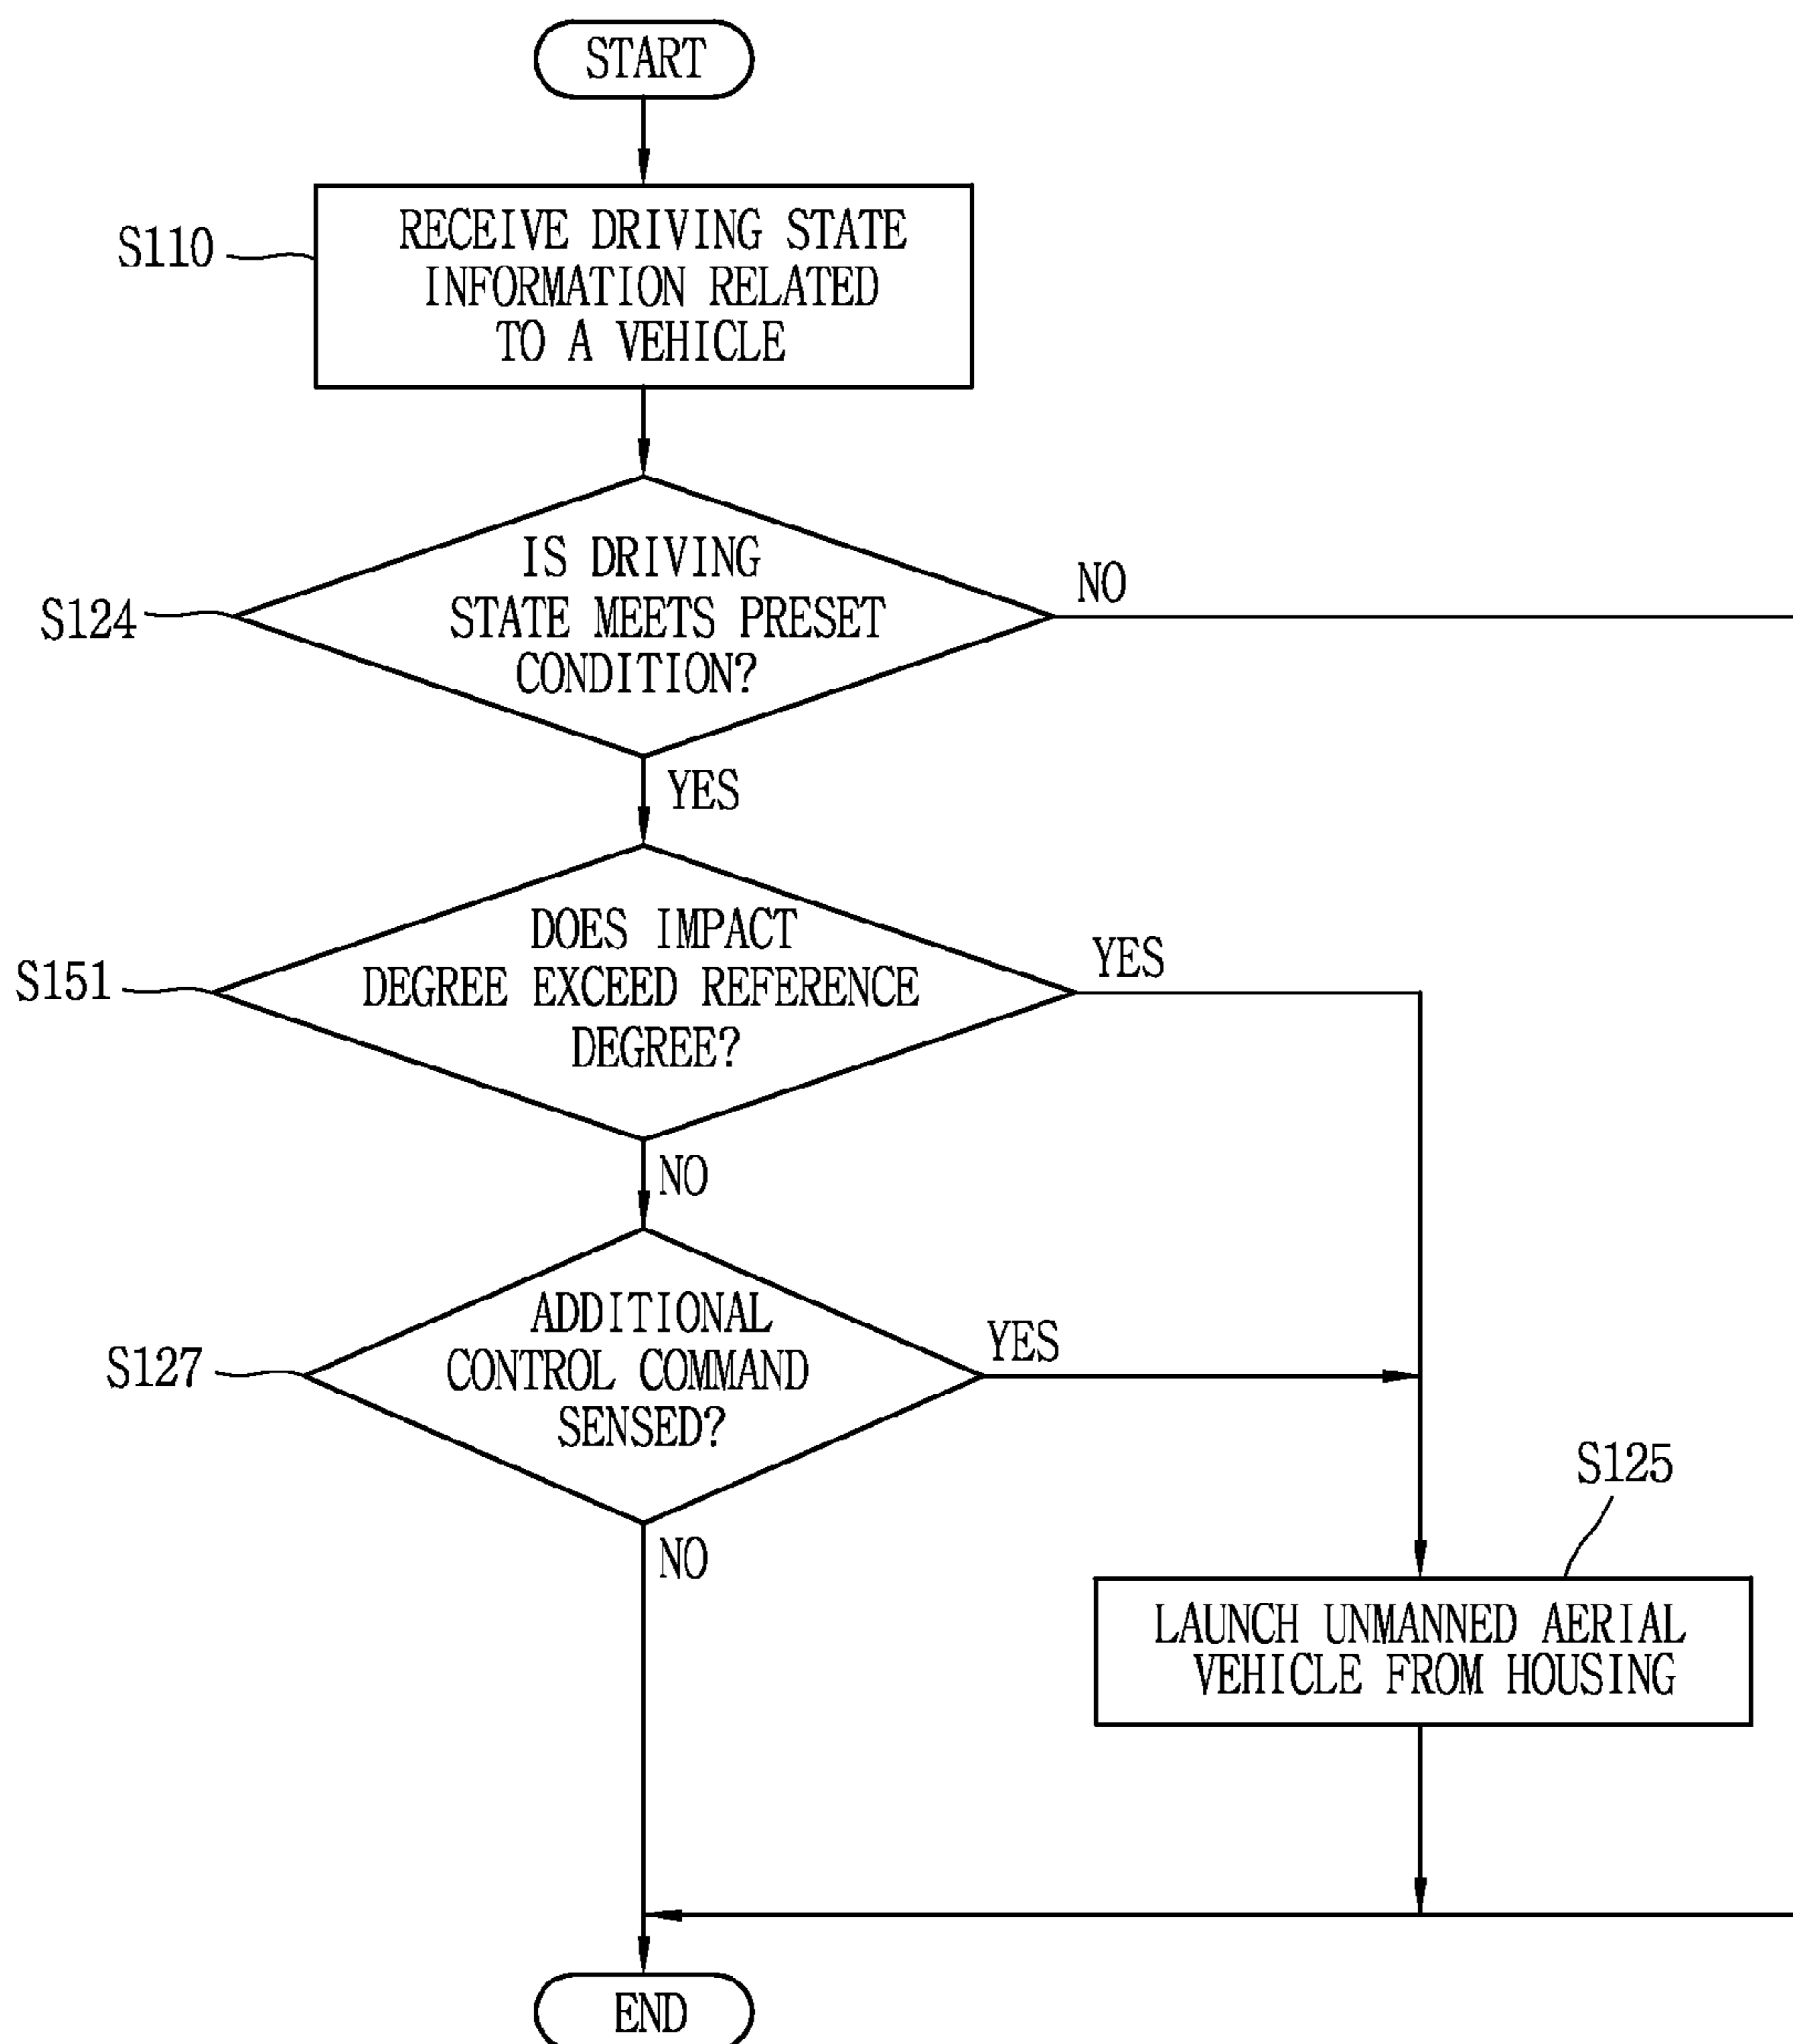 START
S110
RECEIVE DRIVING STATE
INFORMATION RELATED
TO A VEHICLE
S124
IS DRIVING
STATE MEETS PRESET
CONDITION?
NO
YES
S151
DOES IMPACT
DEGREE EXCEED REFERENCE
DEGREE?
YES
NO
S127
ADDITIONAL
CONTROL COMMAND
SENSED?
YES
NO
S125
LAUNCH UNMANNED AERIAL
VEHICLE FROM HOUSING
END